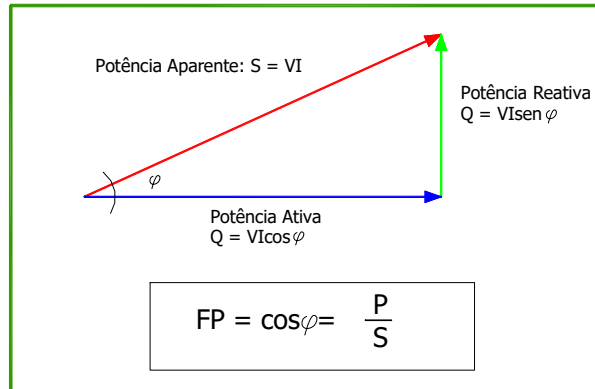 Potência Aparente: S = VI
Potência Reativa
Q = VIsen φ
φ
Potência Ativa
Q = VIcos φ
FP = cosφ= P
S